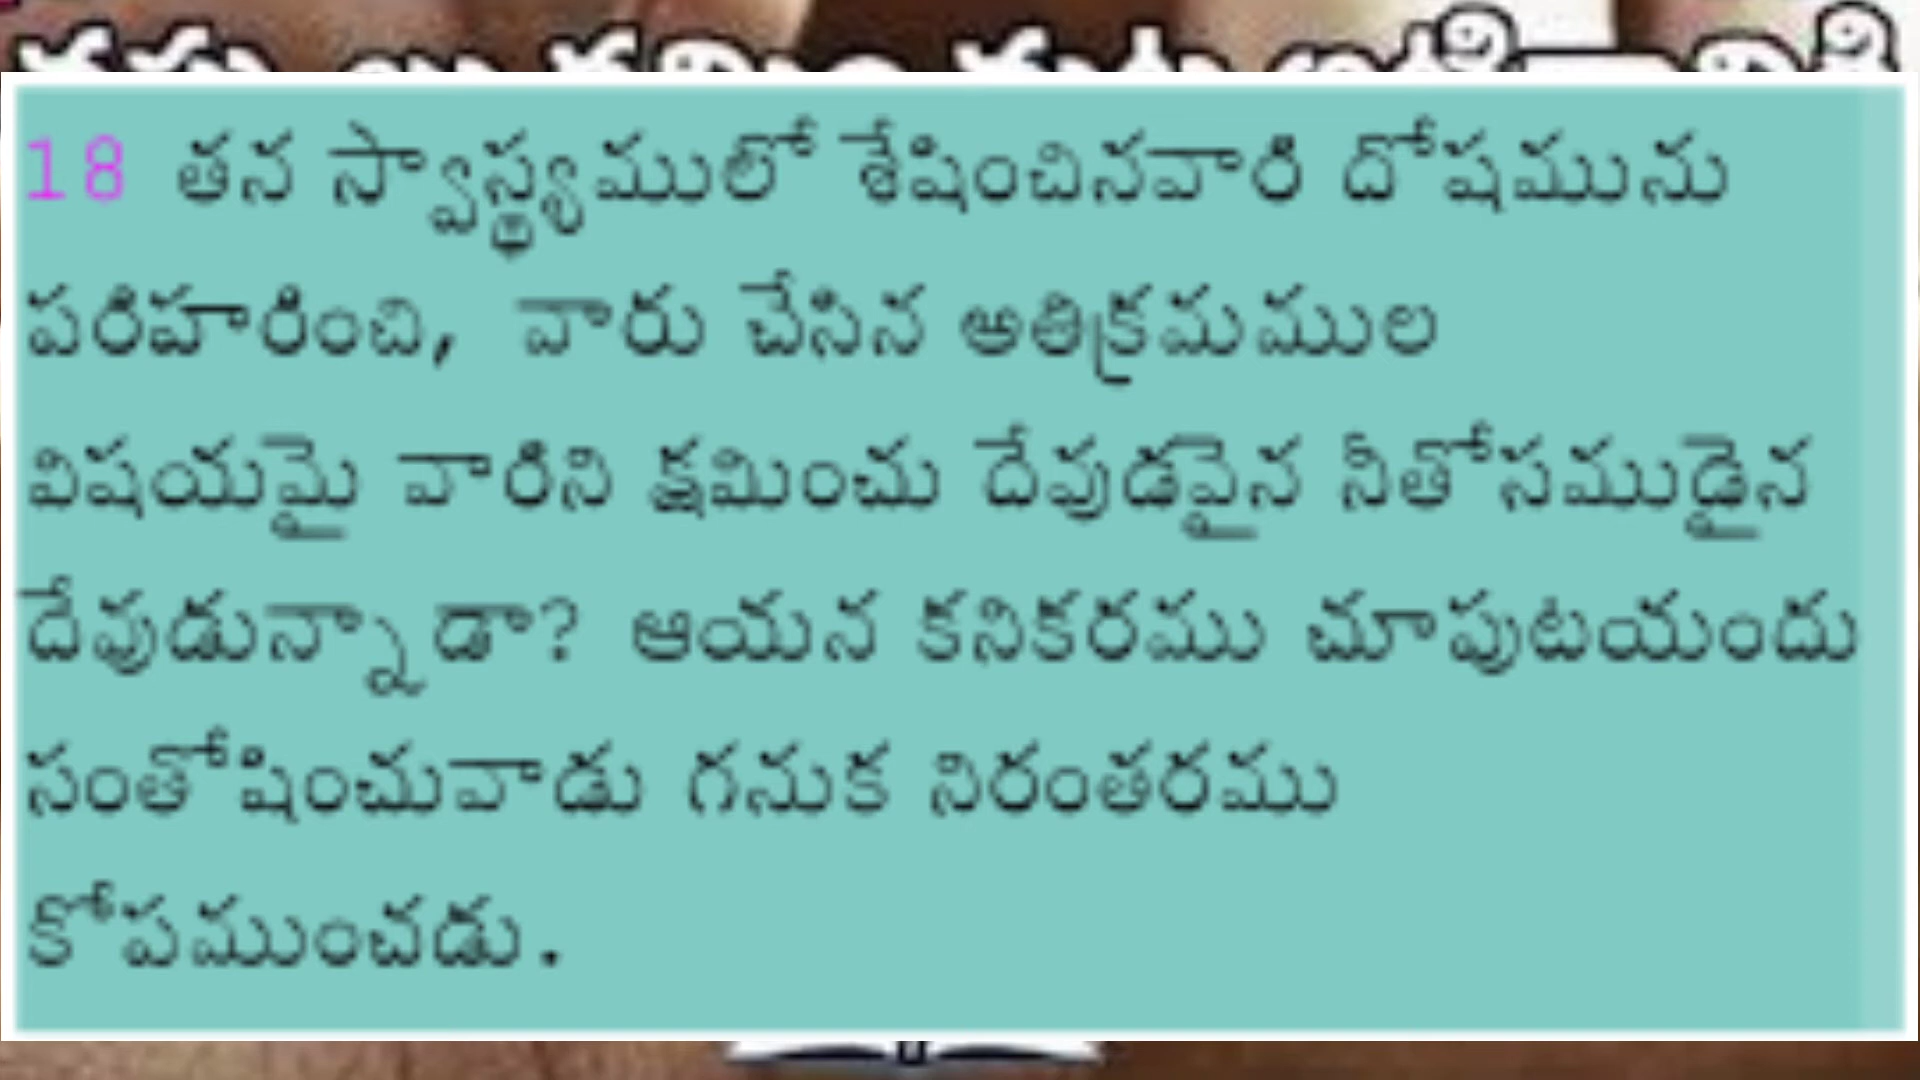 18 తన స్వాస్థ్యములో శేషించినవారి దోషమును
పరిహరించి, వారు చేసిన అతిక్రమముల
విషయమై వారిని క్షమించు దేవుడవైన నీతోసముడైన
దేవుడున్నాడా? ఆయన కనికరము చూపుటయందు
సంతోషించువాడు గనుక నిరంతరము
కోపముంచడు.